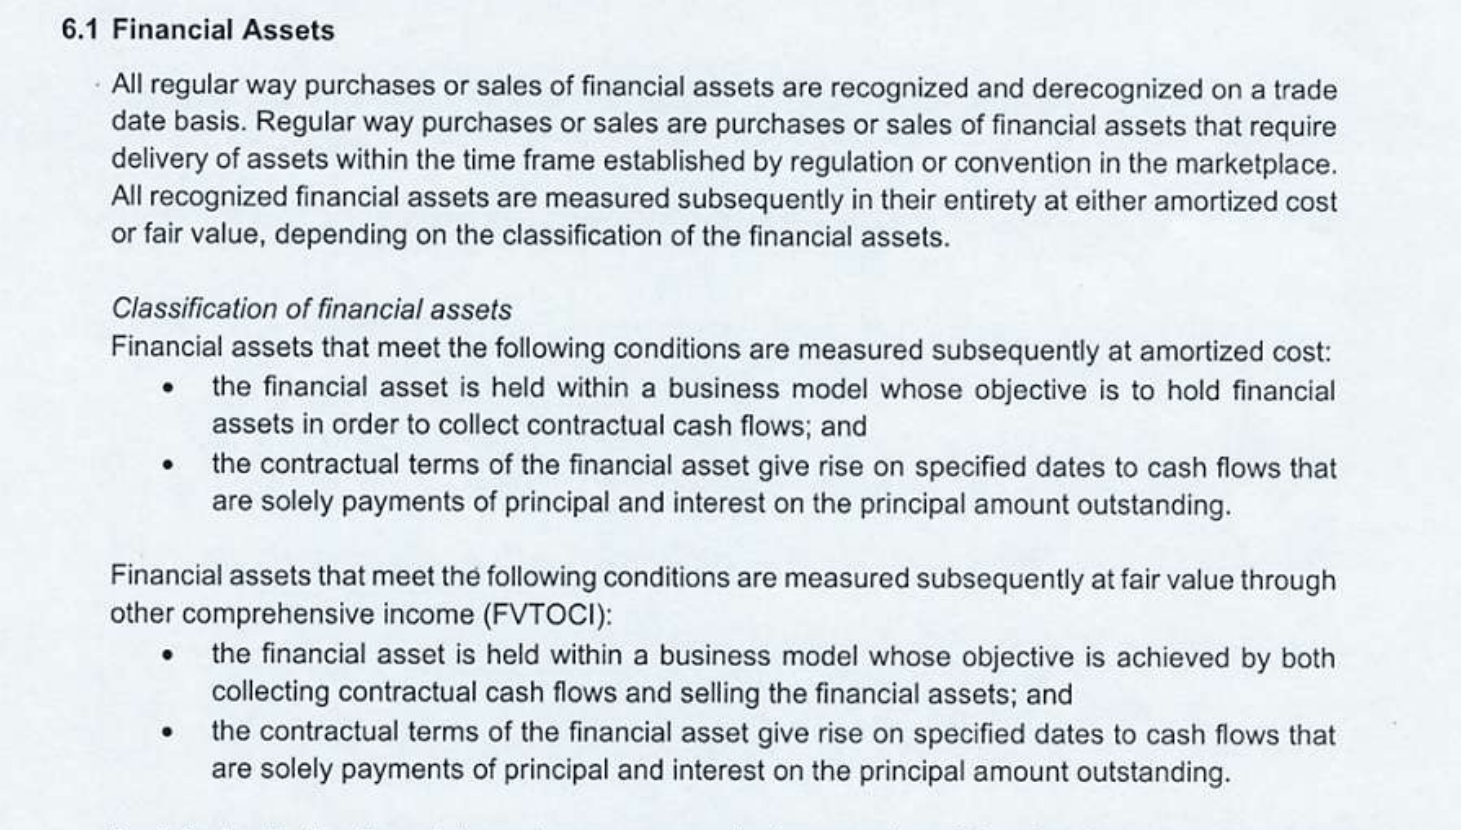 6.1 Financial Assets
All regular way purchases or sales of financial assets are recognized and derecognized on a trade
date basis. Regular way purchases or sales are purchases or sales of financial assets that require
delivery of assets within the time frame established by regulation or convention in the marketplace.
All recognized financial assets are measured subsequently in their entirety at either amortized cost
or fair value, depending on the classification of the financial assets.
Classification of financial assets
Financial assets that meet the following conditions are measured subsequently at amortized cost:
• the financial asset is held within a business model whose objective is to hold financial
assets in order to collect contractual cash flows; and
• the contractual terms of the financial asset give rise on specified dates to cash flows that
are solely payments of principal and interest on the principal amount outstanding.
Financial assets that meet the following conditions are measured subsequently at fair value through
other comprehensive income (FVTOCI):
• the financial asset is held within a business model whose objective is achieved by both
collecting contractual cash flows and selling the financial assets; and
• the contractual terms of the financial asset give rise on specified dates to cash flows that
are solely payments of principal and interest on the principal amount outstanding.